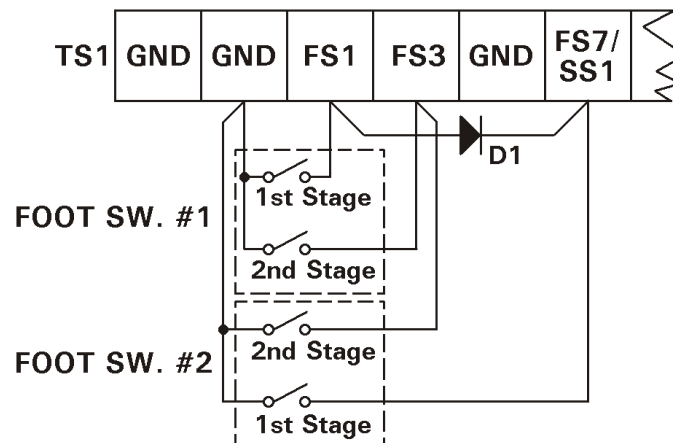 TS1 GND GND FS1 FS3 GND FS7/
SS1
D1
1st Stage
FOOT SW. #1
2nd Stage
2nd Stage
FOOT SW. #2
1st Stage